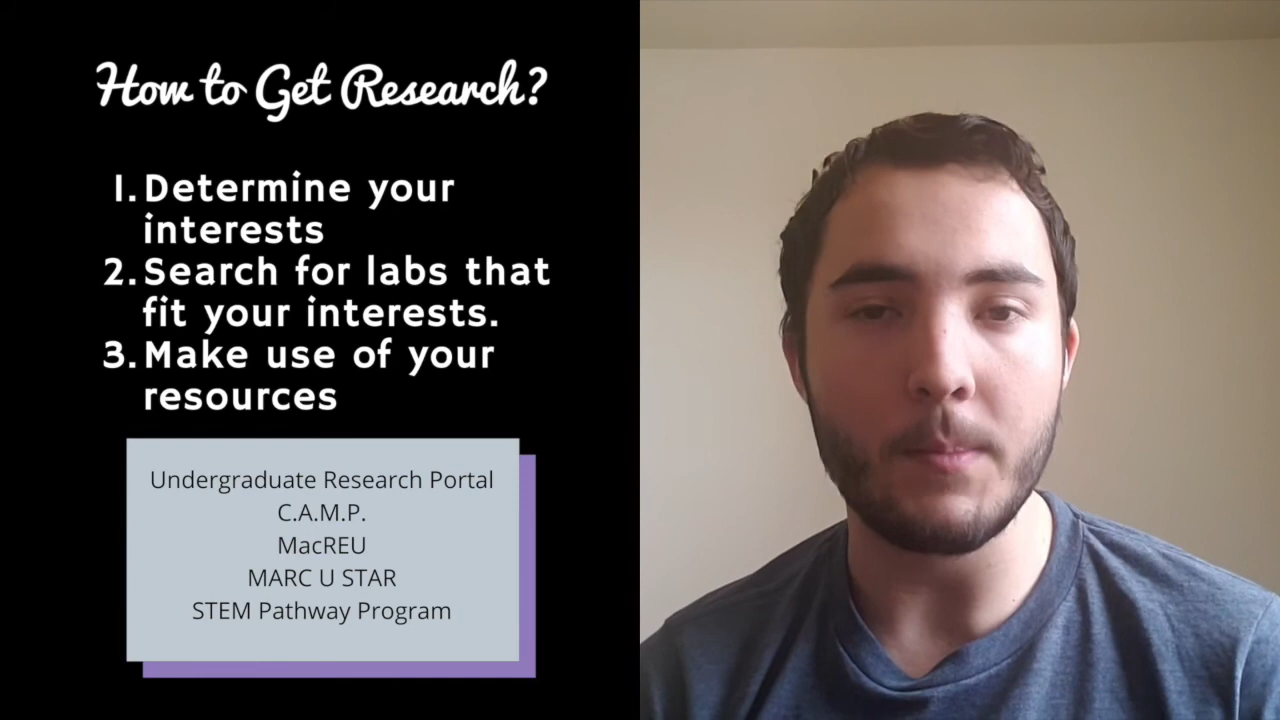 How to Get Research?
1. Determine your
interests
2. Search for labs that
fit your interests.
3. Make use of your
resources
Undergraduate Research Portal
C.A.M.P.
MacREU
MARC U STAR
STEM Pathway Program